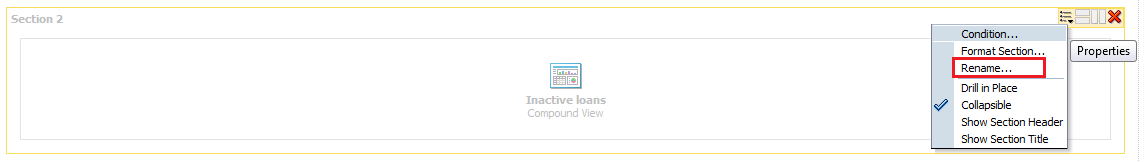 Section 2
Condition...
Format Section...
Properties
Rename...
Drill in Place
Inactive loans
Collapsible
Compound View
Show Section Header
Show Section Title